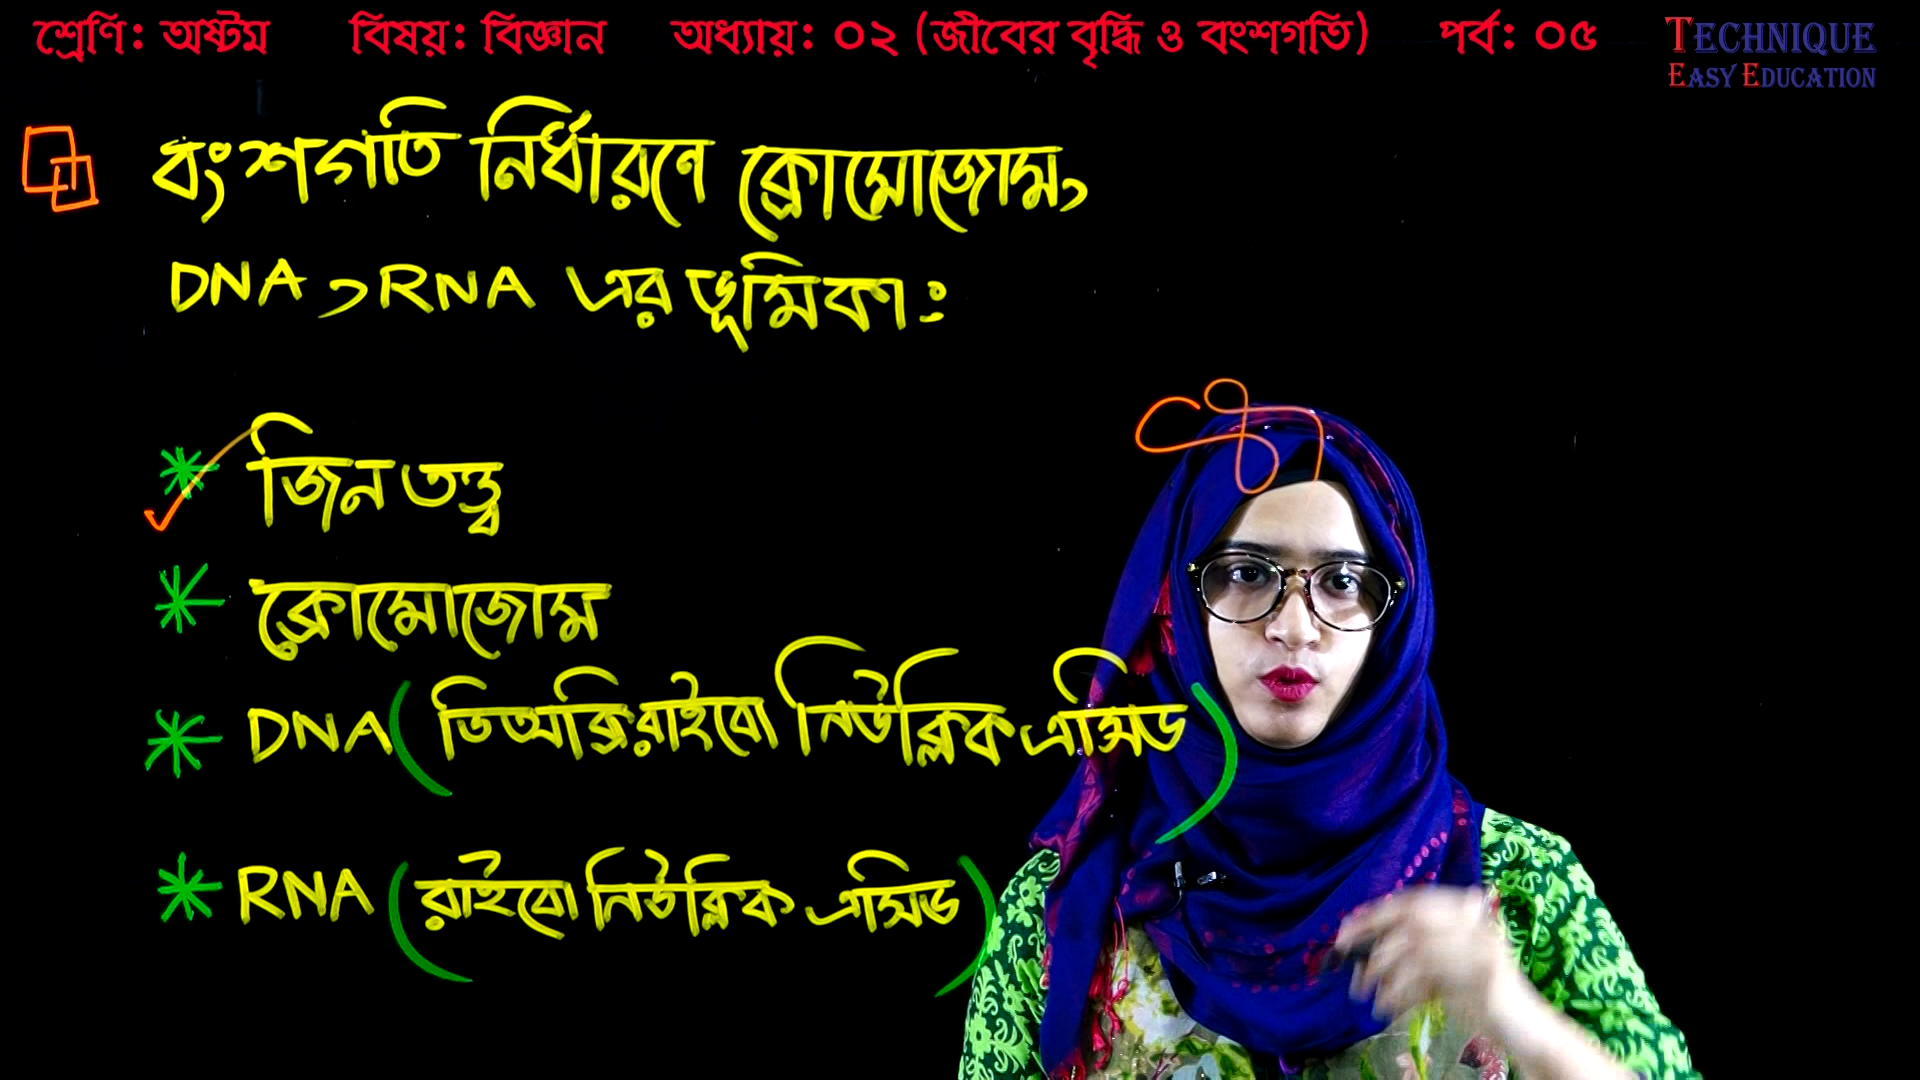 শ্রেণি: অষ্টম বিষয়: বিজ্ঞান অধ্যায়: ০২ (জীবের বৃদ্ধি ও বংশগতি) পর্ব: ০৫
TECHNIQUE
EASY EDUCATION
বংশগতি নির্ধারণে ক্রোমোজোম,
DNA, RNA এর ভূমিকা:
* জিন তত্ত্ব
* ক্রোমোজোম
* DNA (ডিঅক্সিরাইবো নিউক্লিক এসিড)
* RNA (রাইবো নিউক্লিক এসিড)